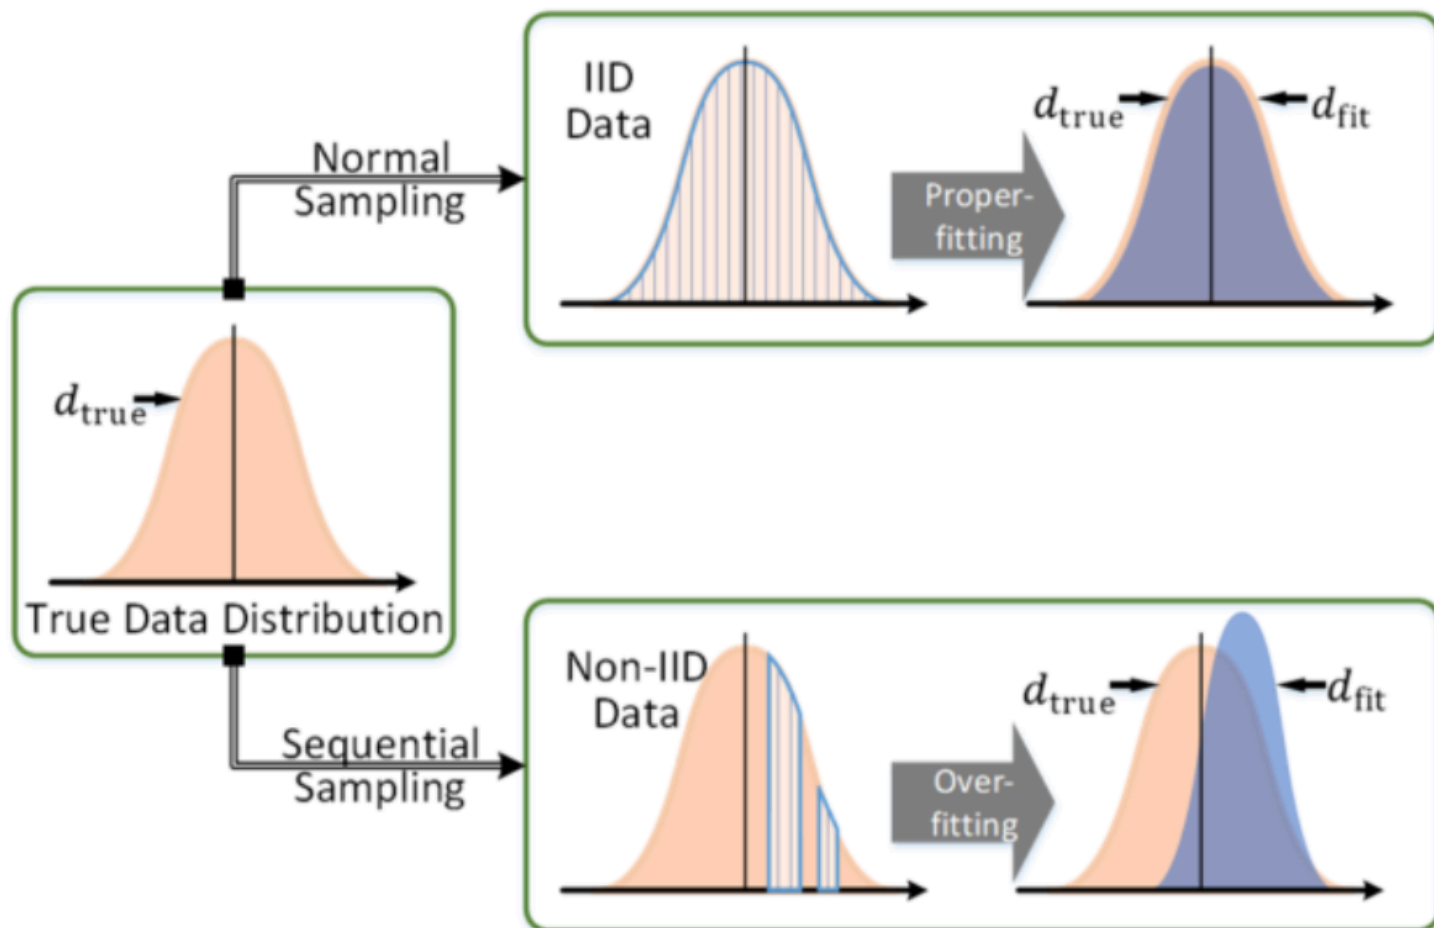 Normal
Sampling
IID
Data
d_true
d_fit
Proper-
fitting
d_true
True Data Distribution
Sequential
Sampling
Non-IID
Data
d_true
d_fit
Over-
fitting